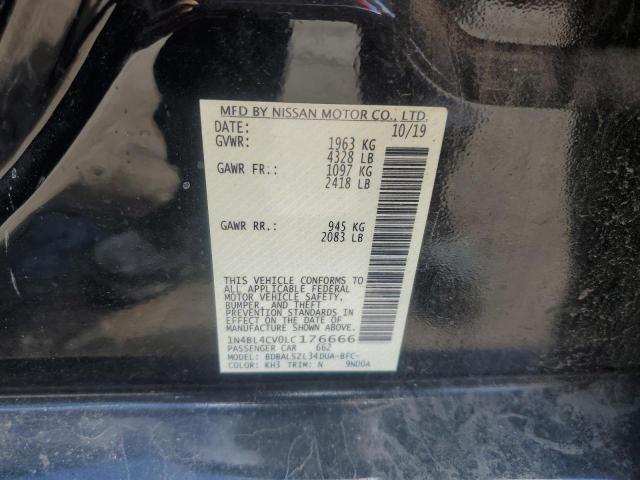 MFD BY NISSAN MOTOR CO., LTD.
DATE: 10/19
GVWR: 1963 KG
4328 LB
GAWR FR: 1097 KG
2418 LB
GAWR RR: 945 KG
2083 LB
THIS VEHICLE CONFORMS TO
ALL APPLICABLE FEDERAL
MOTOR VEHICLE SAFETY,
BUMPER, AND THEFT
PREVENTION STANDARDS
IN EFFECT ON THE DATE OF
MANUFACTURE SHOWN ABOVE.
1N4BL4CV0LC176666
PASSENGER CAR 662
MODEL: BDBALSZL34DUA-BFC-
COLOR: KH3 TRIM: N 9N00A